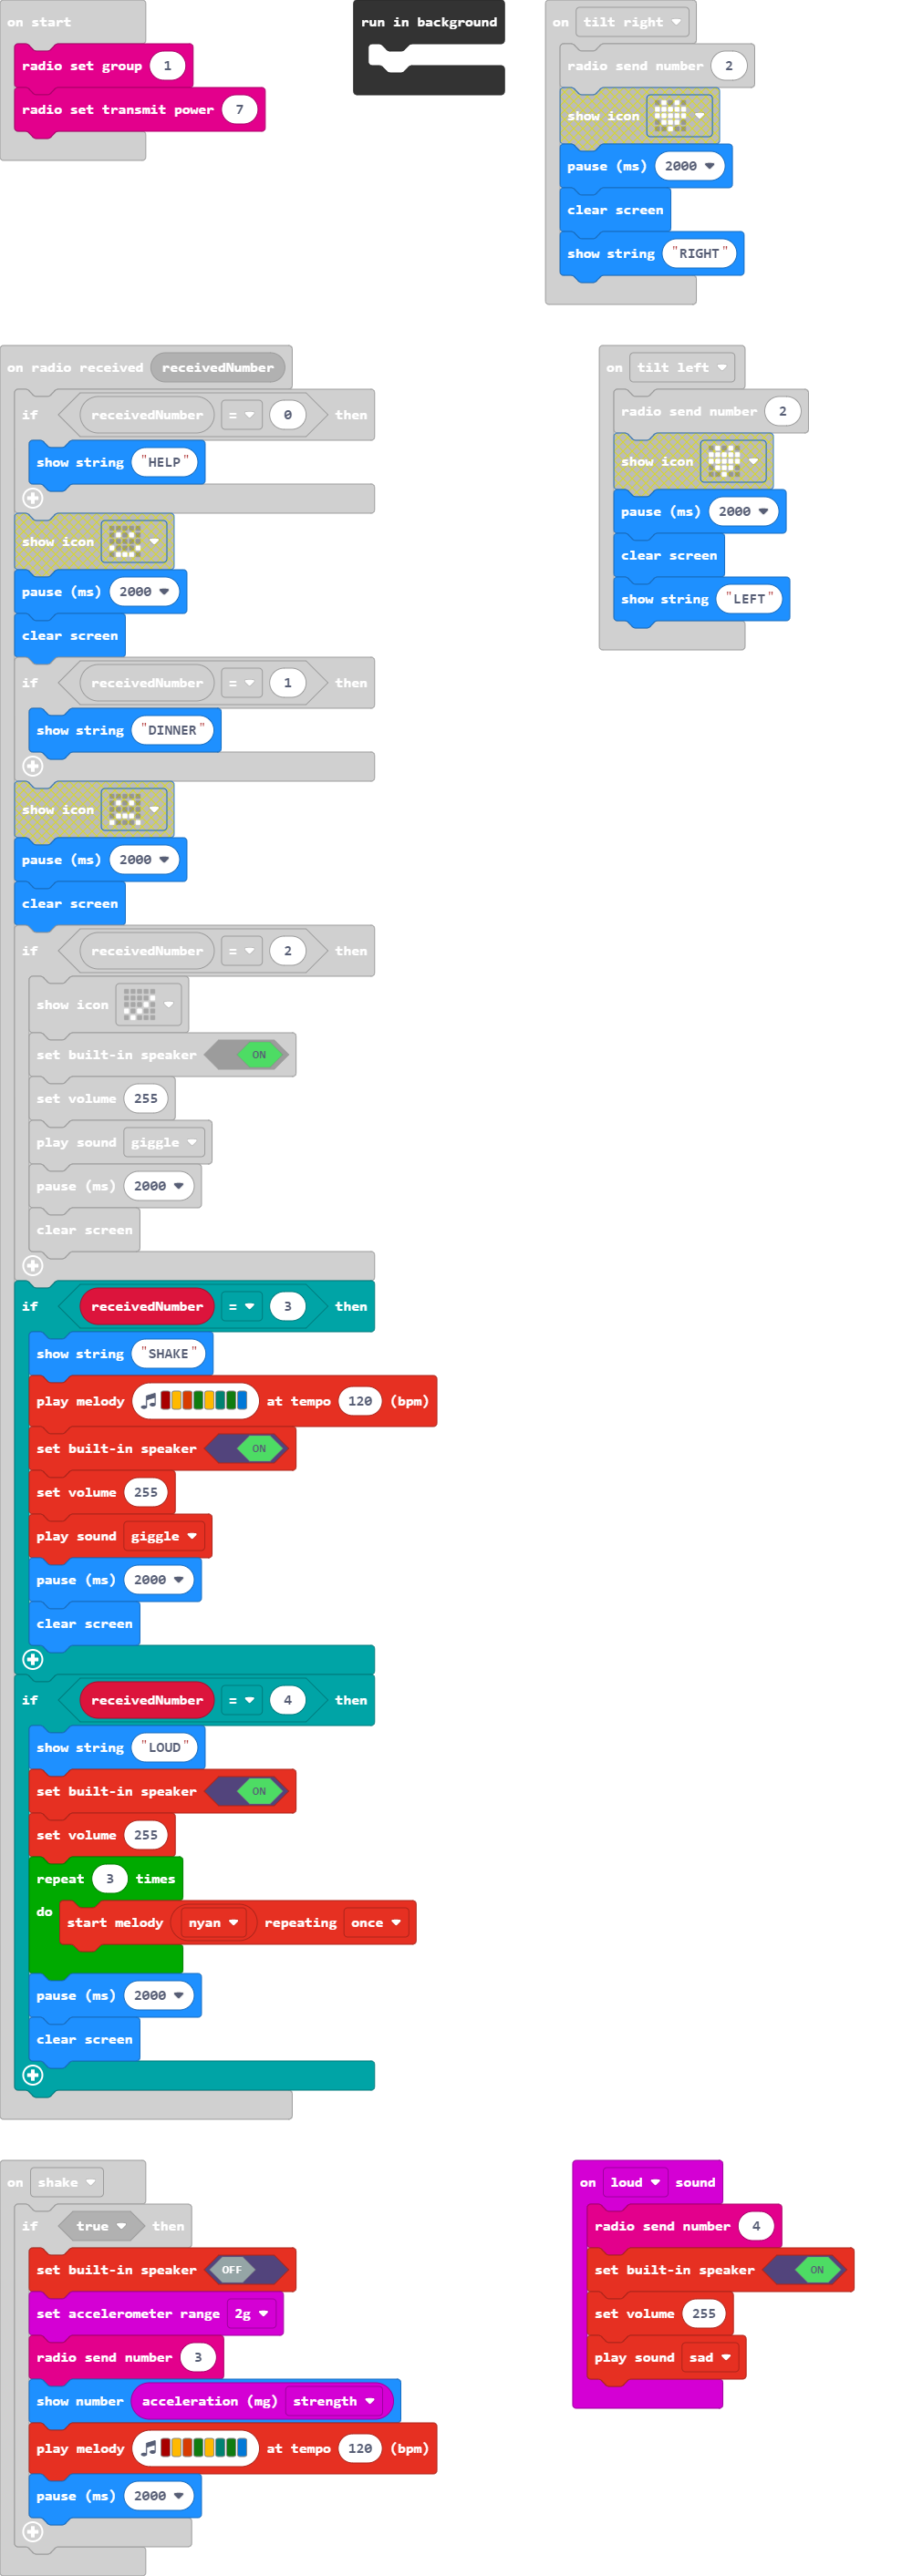 on start
radio set group 1
radio set transmit power 7
run in background
on tilt right
radio send number 2
show icon
pause (ms) 2000
clear screen
show string "RIGHT"
on radio received receivedNumber
if receivedNumber = 0 then
show string "HELP"
show icon
pause (ms) 2000
clear screen
if receivedNumber = 1 then
show string "DINNER"
show icon
pause (ms) 2000
clear screen
if receivedNumber = 2 then
show icon
set built-in speaker ON
set volume 255
play sound giggle
pause (ms) 2000
clear screen
if receivedNumber = 3 then
show string "SHAKE"
play melody at tempo 120 (bpm)
set built-in speaker ON
set volume 255
play sound giggle
pause (ms) 2000
clear screen
if receivedNumber = 4 then
show string "LOUD"
set built-in speaker ON
set volume 255
repeat 3 times
do start melody nyan repeating once
pause (ms) 2000
clear screen
on tilt left
radio send number 2
show icon
pause (ms) 2000
clear screen
show string "LEFT"
on shake
if true then
set built-in speaker OFF
set accelerometer range 2g
radio send number 3
show number acceleration (mg) strength
play melody at tempo 120 (bpm)
pause (ms) 2000
on loud sound
radio send number 4
set built-in speaker ON
set volume 255
play sound sad